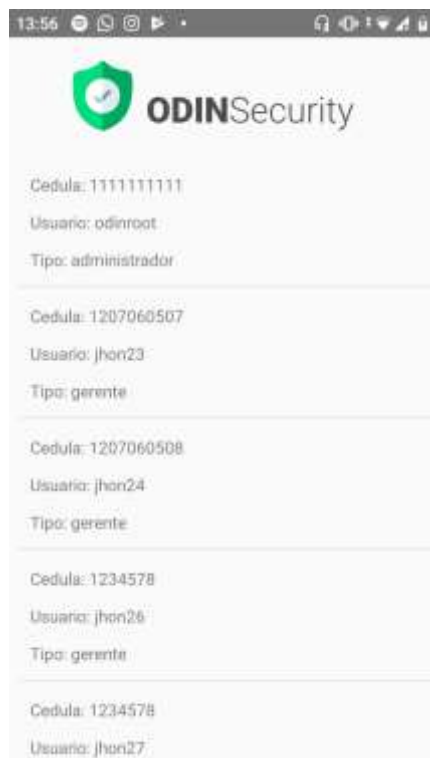 13:56
ODINSecurity
Cedula: 1111111111
Usuario: odinroot
Tipo: administrador
Cedula: 1207060507
Usuario: jhon23
Tipo: gerente
Cedula: 1207060508
Usuario: jhon24
Tipo: gerente
Cedula: 1234578
Usuario: jhon26
Tipo: gerente
Cedula: 1234578
Usuario: jhon27